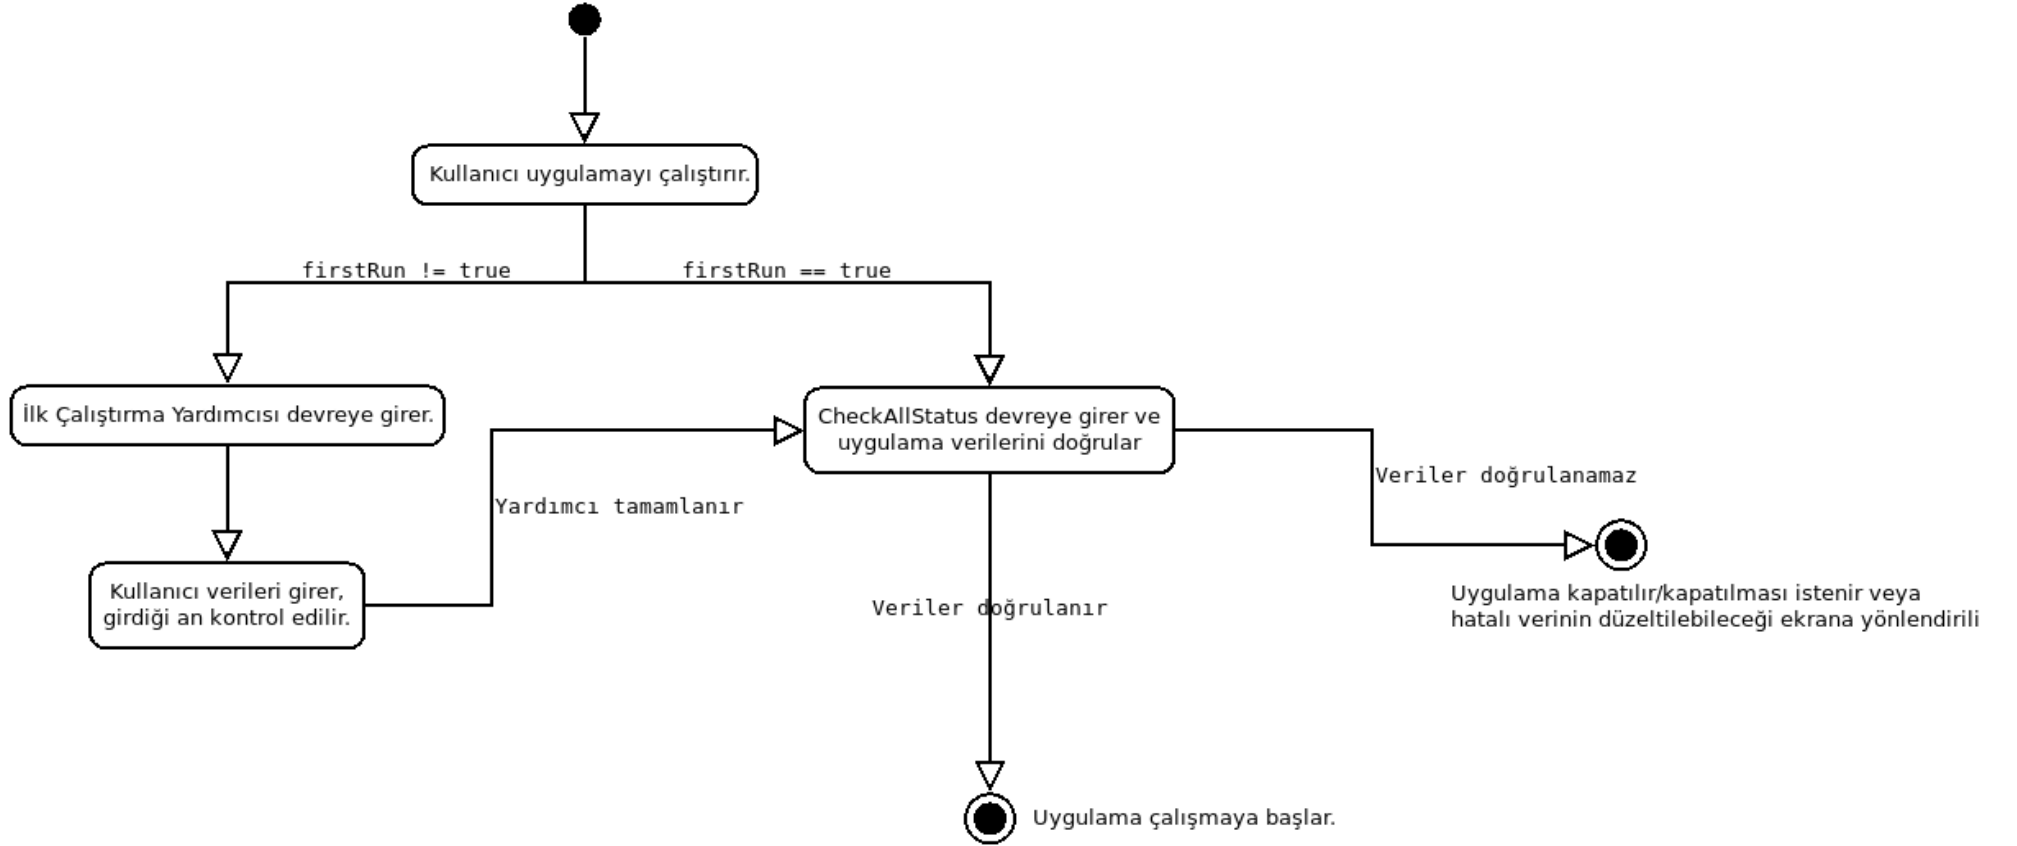 Kullanıcı uygulamayı çalıştırır.
firstRun != true
firstRun == true
İlk Çalıştırma Yardımcısı devreye girer.
CheckAllStatus devreye girer ve
uygulama verilerini doğrular
Veriler doğrulanamaz
Yardımcı tamamlanır
Kullanıcı verileri girer,
girdiği an kontrol edilir.
Veriler doğrulanır
Uygulama kapatılır/kapatılması istenir veya
hatalı verinin düzeltilebileceği ekrana yönlendirili
Uygulama çalışmaya başlar.